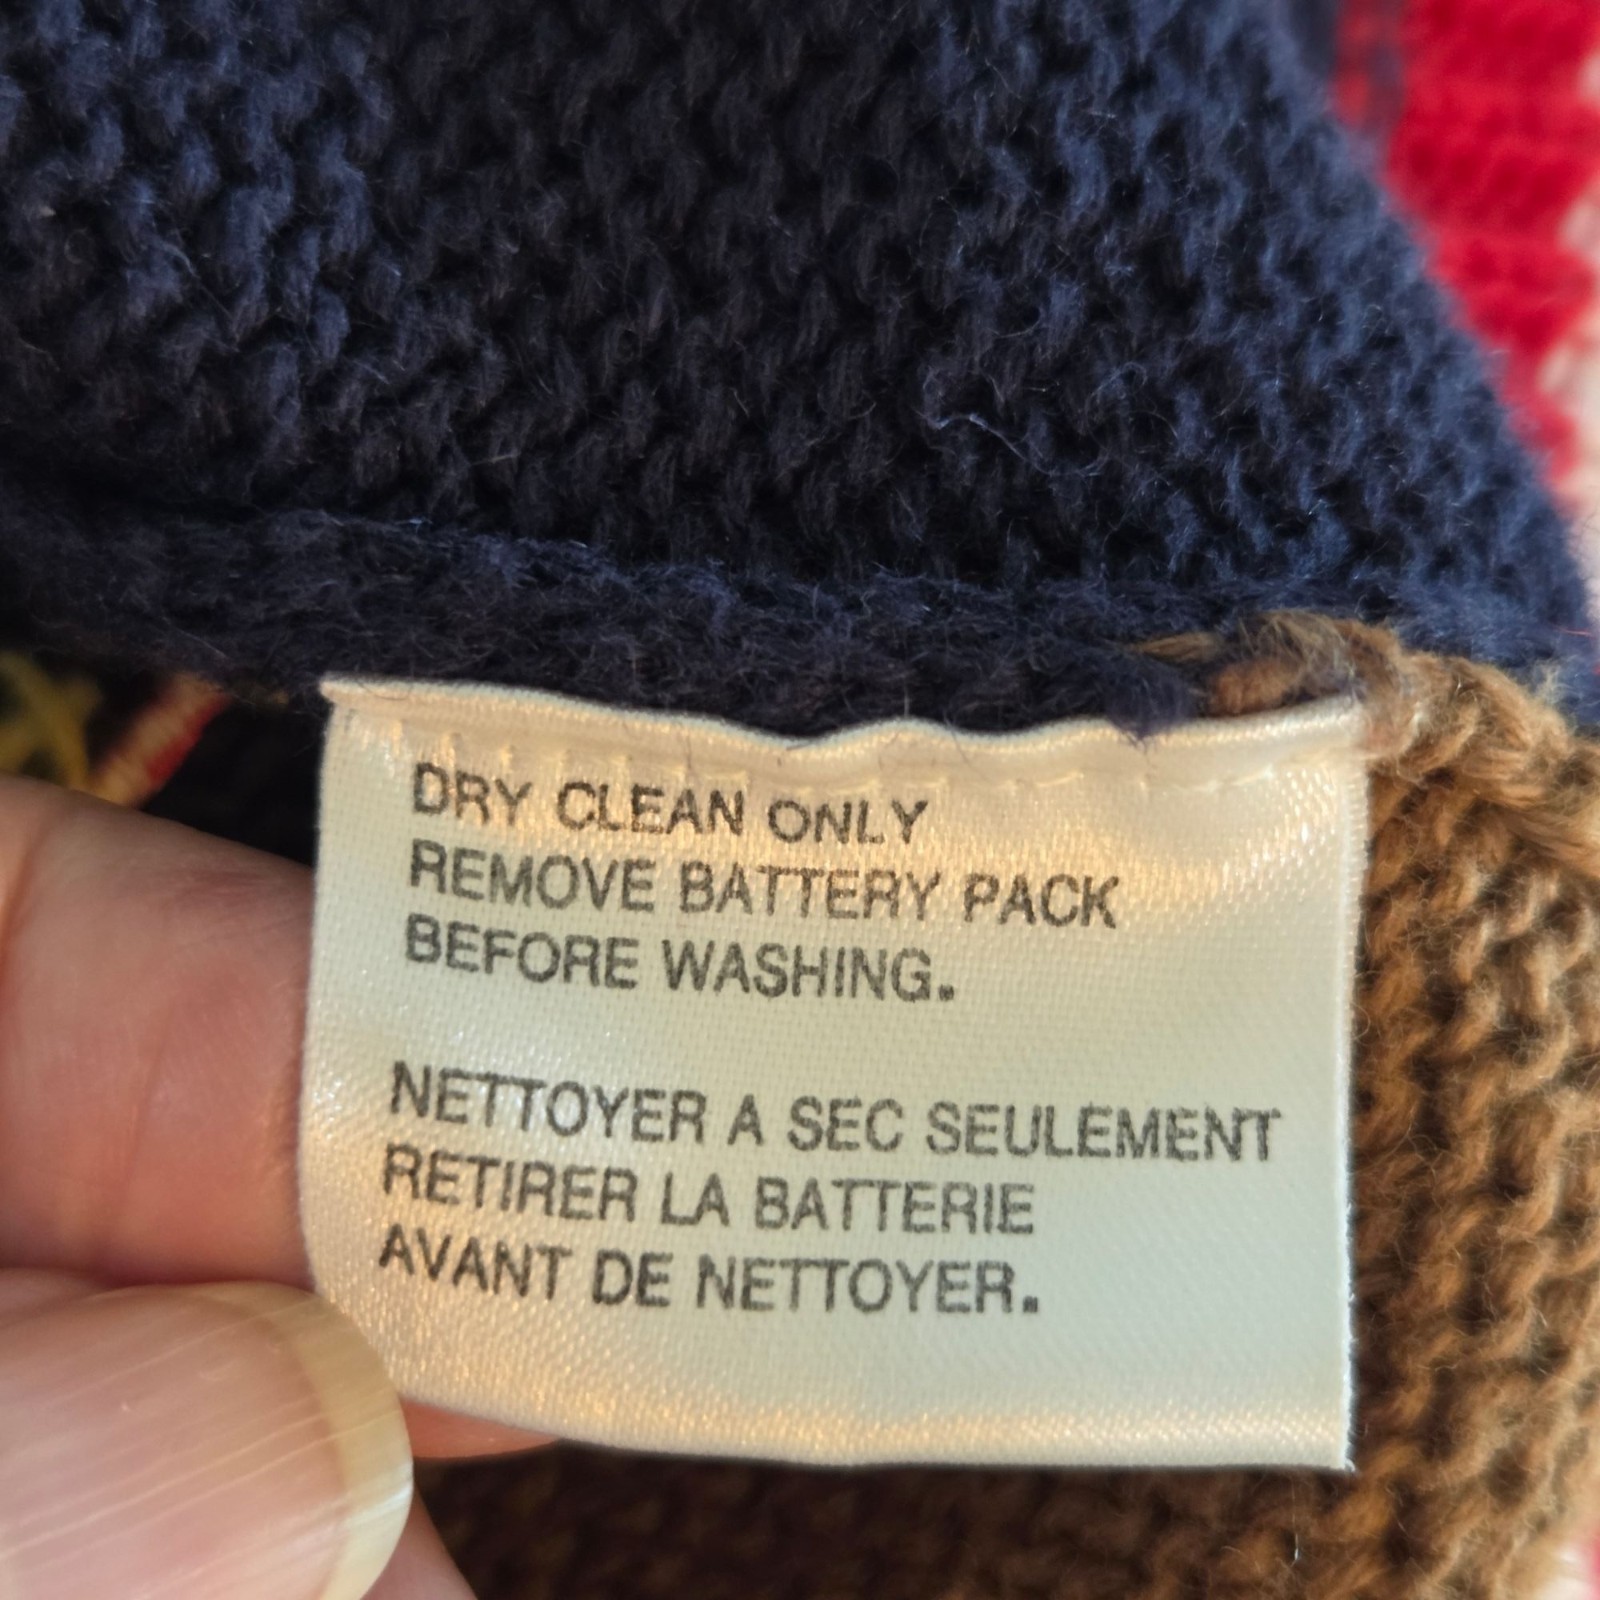 DRY CLEAN ONLY
REMOVE BATTERY PACK
BEFORE WASHING.
NETTOYER A SEC SEULEMENT
RETIRER LA BATTERIE
AVANT DE NETTOYER.